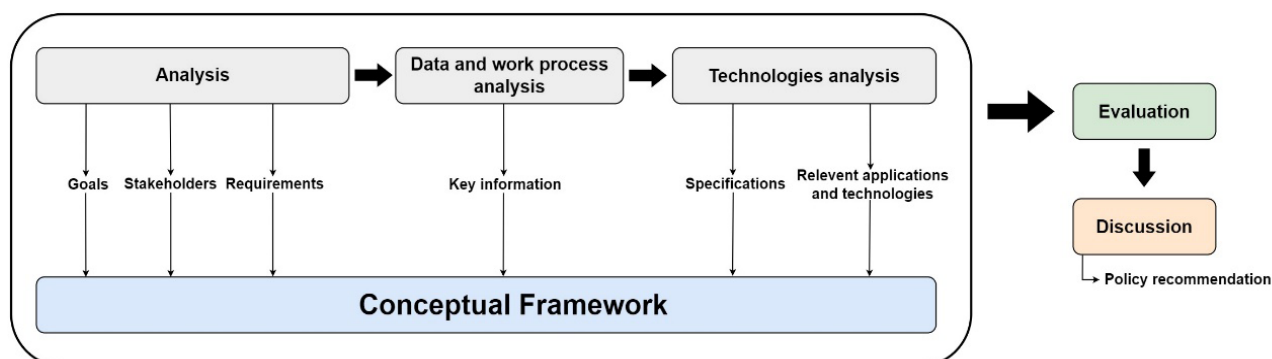 Analysis
Data and work process
analysis
Technologies analysis
Goals
Stakeholders
Requirements
Key information
Specifications
Relevent applications
and technologies
Conceptual Framework
Evaluation
Discussion
Policy recommendation